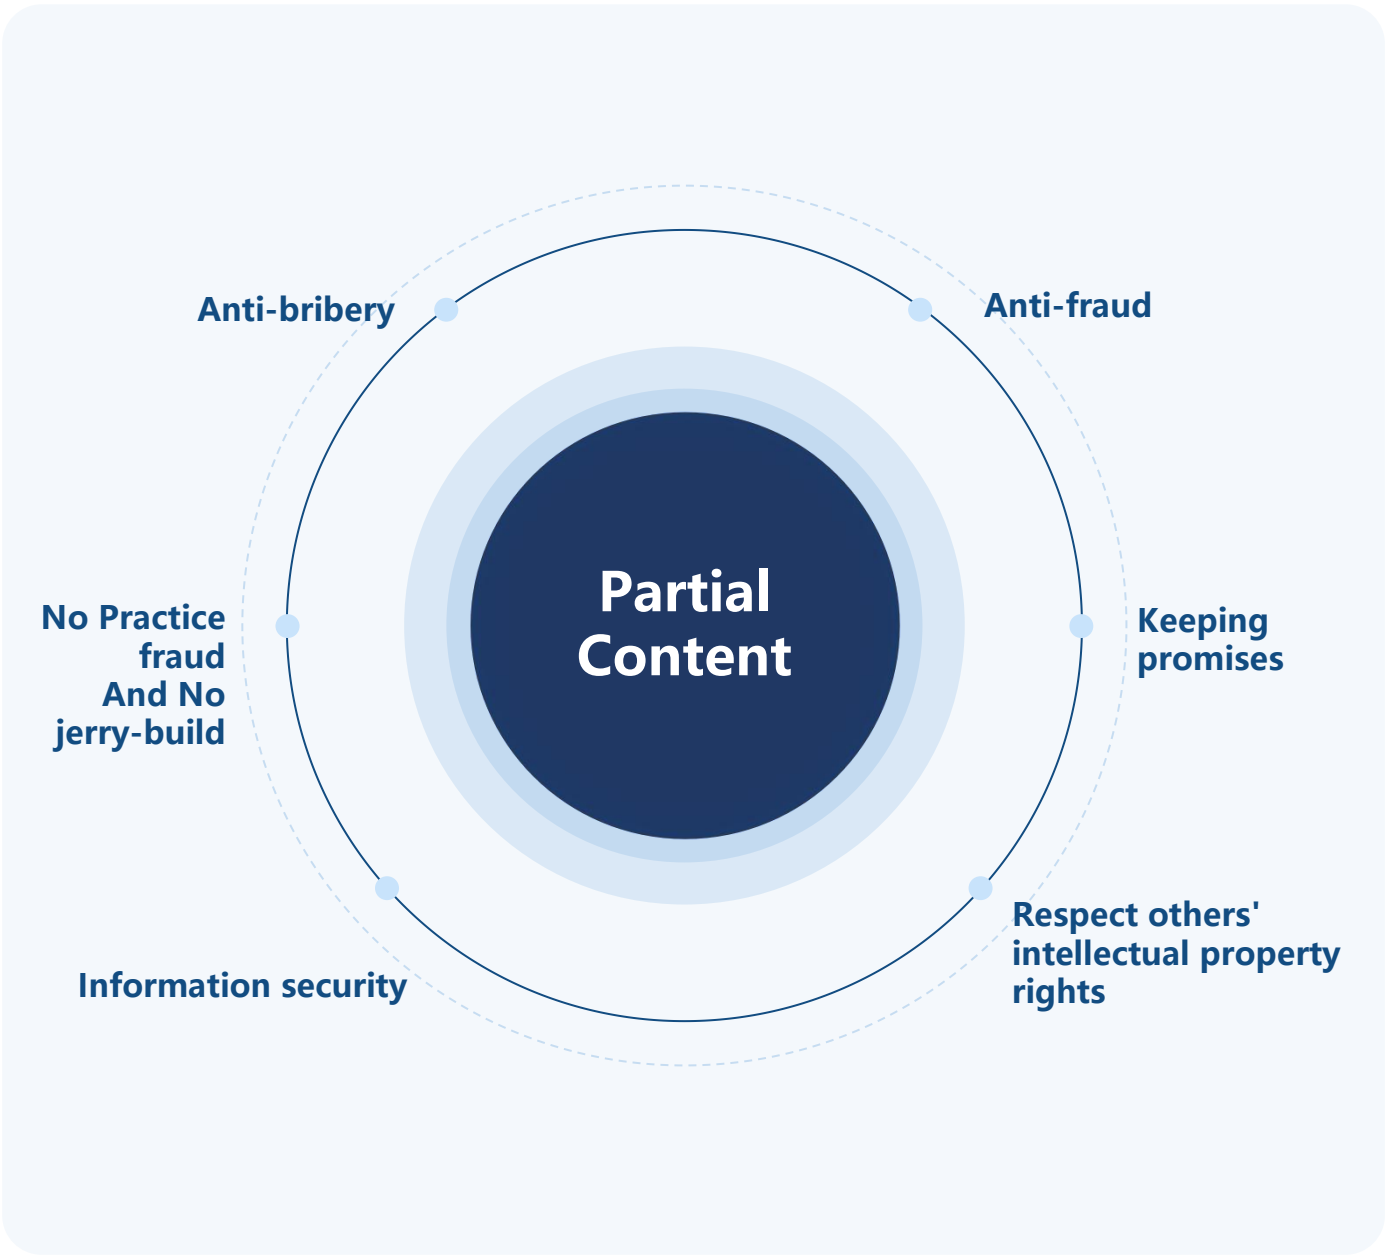 Anti-bribery
Anti-fraud
Partial
Content
No Practice
fraud
And No
jerry-build
Keeping
promises
Information security
Respect others'
intellectual property
rights